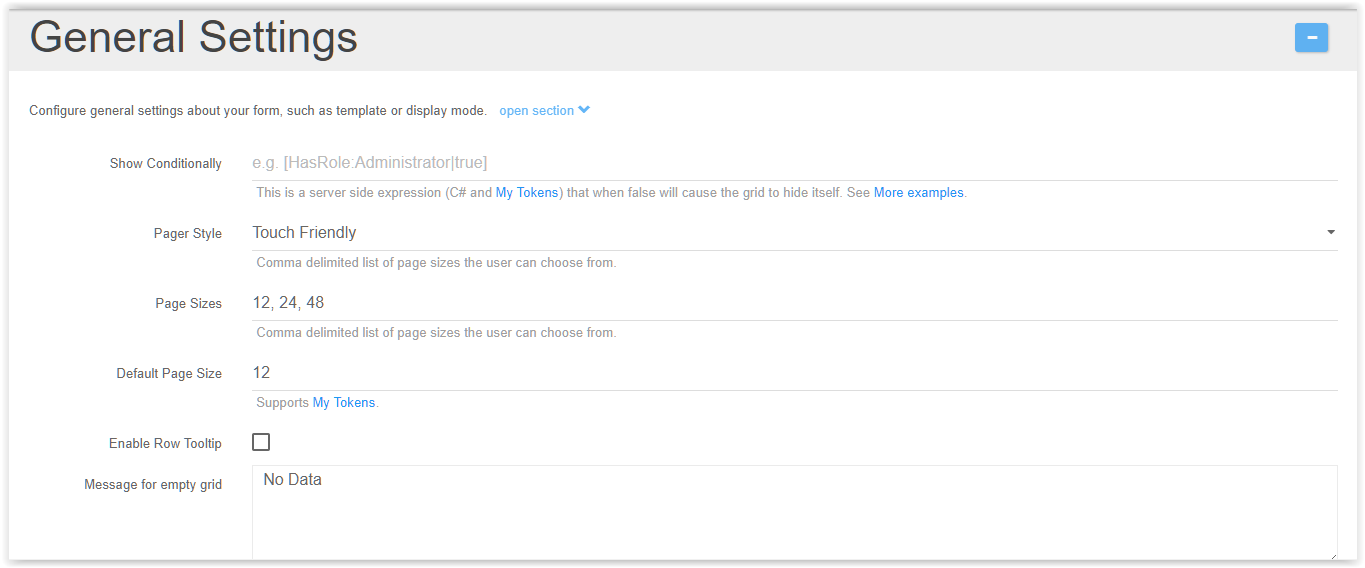 General Settings
Configure general settings about your form, such as template or display mode. open section
Show Conditionally e.g. [HasRole:Administrator|true]
This is a server side expression (C# and My Tokens) that when false will cause the grid to hide itself. See More examples.
Pager Style Touch Friendly
Comma delimited list of page sizes the user can choose from.
Page Sizes 12, 24, 48
Comma delimited list of page sizes the user can choose from.
Default Page Size 12
Supports My Tokens.
Enable Row Tooltip
Message for empty grid No Data